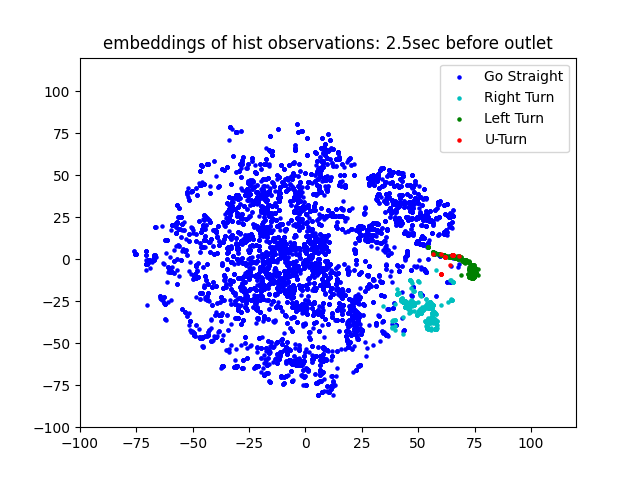 embeddings of hist observations: 2.5sec before outlet
Go Straight
Right Turn
Left Turn
U-Turn
100
75
50
25
0
−25
−50
−75
−100
−100 −75 −50 −25 0 25 50 75 100